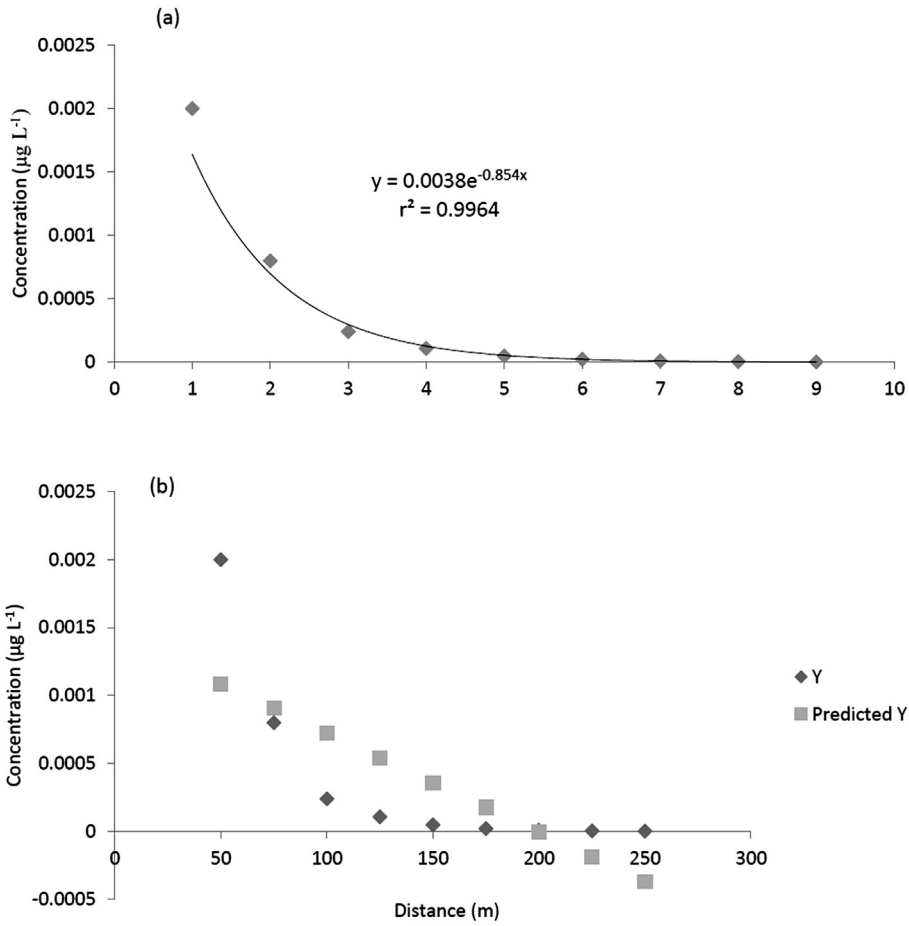 (a)
0.0025
0.002
0.0015
0.001
0.0005
0
Concentration (µg L-1)
y = 0.0038e-0.854x
r² = 0.9964
0 1 2 3 4 5 6 7 8 9 10
(b)
0.0025
0.002
0.0015
0.001
0.0005
0
-0.0005
Concentration (µg L-1)
0 50 100 150 200 250 300
Distance (m)
Y
Predicted Y